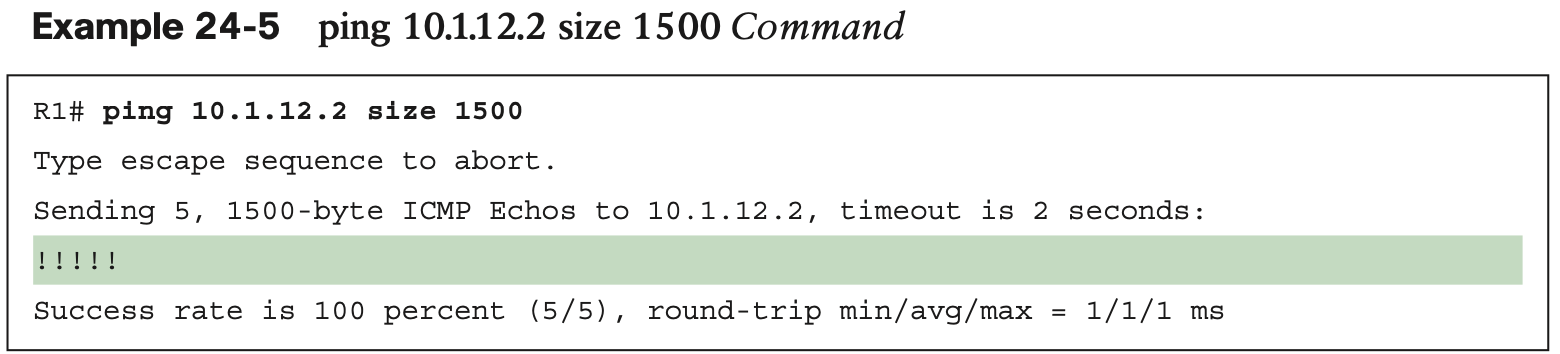 Example 24-5 ping 10.1.12.2 size 1500 Command
R1# ping 10.1.12.2 size 1500
Type escape sequence to abort.
Sending 5, 1500-byte ICMP Echos to 10.1.12.2, timeout is 2 seconds:
!!!!!
Success rate is 100 percent (5/5), round-trip min/avg/max = 1/1/1 ms